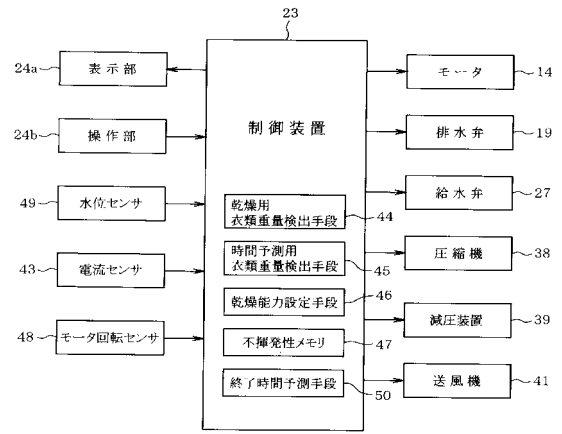 23
24a
表示部
24b
操作部
49
水位センサ
43
電流センサ
48
モータ回転センサ
制御装置
乾燥用
衣類重量検出手段
44
時間予測用
衣類重量検出手段
45
乾燥能力設定手段
46
不揮発性メモリ
47
終了時間予測手段
50
モータ
14
排水弁
19
給水弁
27
圧縮機
38
減圧装置
39
送風機
41